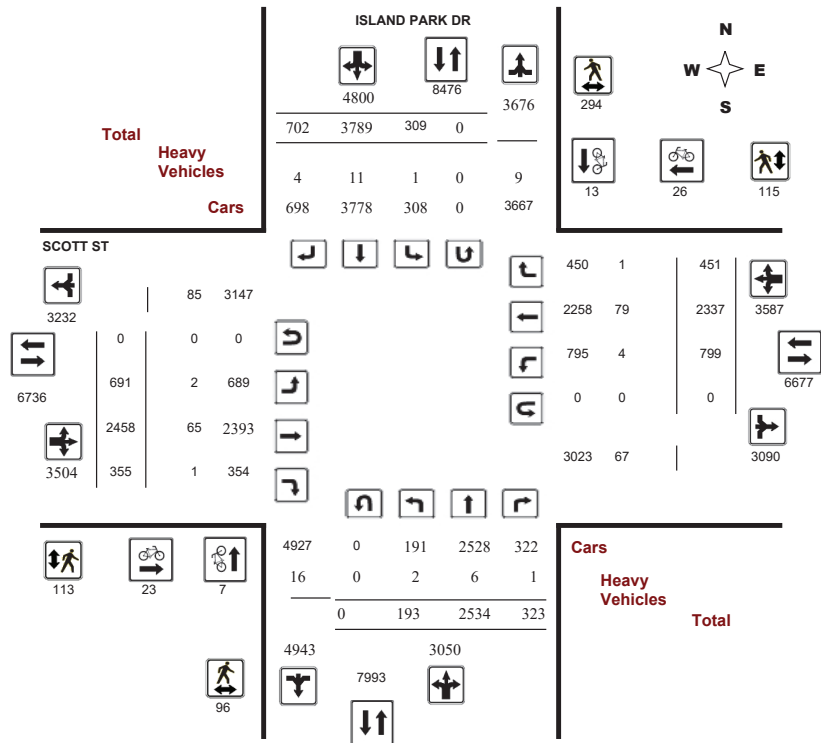 ISLAND PARK DR
N
W E
S
4800 8476 3676 294
Total 702 3789 309 0
Heavy
Vehicles
4 11 1 0 9
Cars 698 3778 308 0 3667
13 26 115
SCOTT ST
3232 85 3147
0 0 0
6736 691 2 689
2458 65 2393
3504 355 1 354
450 1 451
2258 79 2337 3587
795 4 799
6677
0 0 0
3023 67 3090
4927 0 191 2528 322 Cars
16 0 2 6 1 Heavy
Vehicles
0 193 2534 323 Total
113 23 7
4943 7993 3050
96